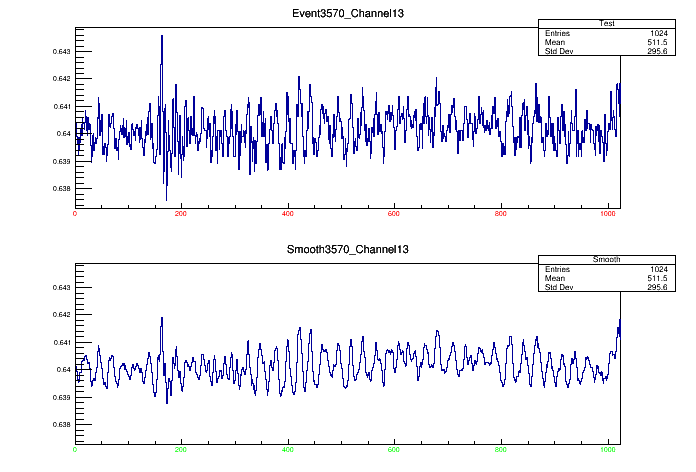 Event3570_Channel13
Test
Entries 1024
Mean 511.5
Std Dev 295.6
0.643
0.642
0.641
0.64
0.639
0.638
0 200 400 600 800 1000
Smooth3570_Channel13
Smooth
Entries 1024
Mean 511.5
Std Dev 295.6
0.643
0.642
0.641
0.64
0.639
0.638
0 200 400 600 800 1000